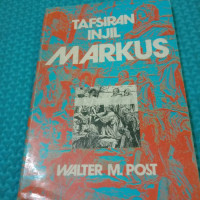 TAFSIRAN
INJIL
MARKUS
WALTER M. POST